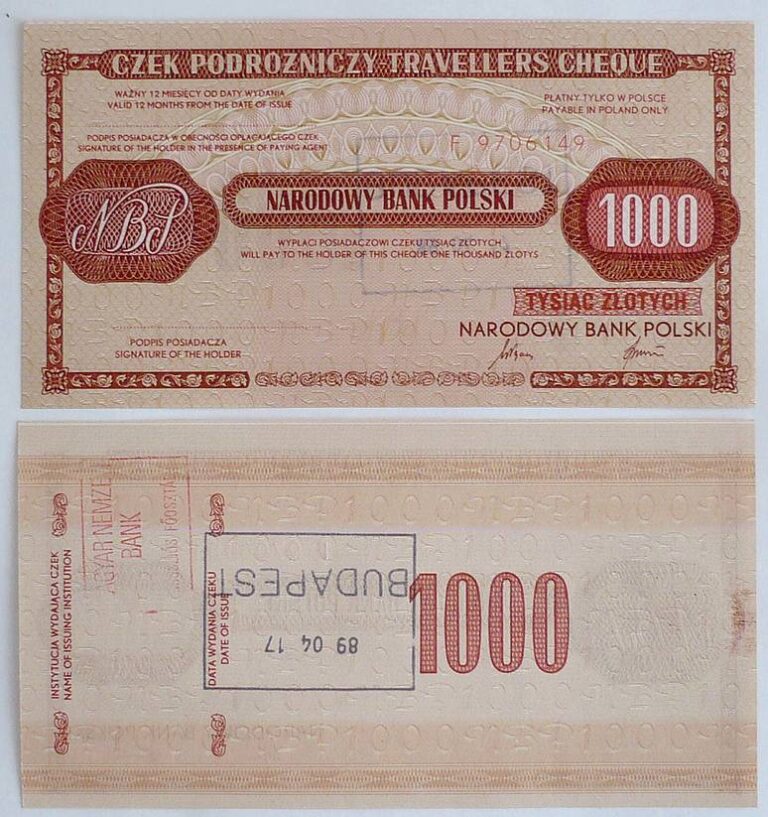 CZEK PODROZNICZY-TRAVELLERS CHEQUE
WAŻNY 12 MIESIĘCY OD DATY WYDANIA
VALID 12 MONTHS FROM THE DATE OF ISSUE
PŁATNY TYLKO W POLSCE
PAYABLE IN POLAND ONLY
PODPIS POSIADACZA W OBECNOŚCI OPŁACAJĄCEGO CZEK
SIGNATURE OF THE HOLDER IN THE PRESENCE OF PAYING AGENT
F 9706149
NBP
NARODOWY BANK POLSKI
1000
WYPŁACI POSIADACZOWI CZEKU TYSIĄC ZŁOTYCH
WILL PAY TO THE HOLDER OF THIS CHEQUE ONE THOUSAND ZLOTYS
TYSIĄC ZŁOTYCH
NARODOWY BANK POLSKI
PODPIS POSIADACZA
SIGNATURE OF THE HOLDER
INSTYTUCJA WYDAJĄCA CZEK
NAME OF ISSUING INSTITUTION
AGYAR NEMZE
BANK
DATA WYDANIA CZEKU
DATE OF ISSUE
BUDAPEST
89 04 17
1000